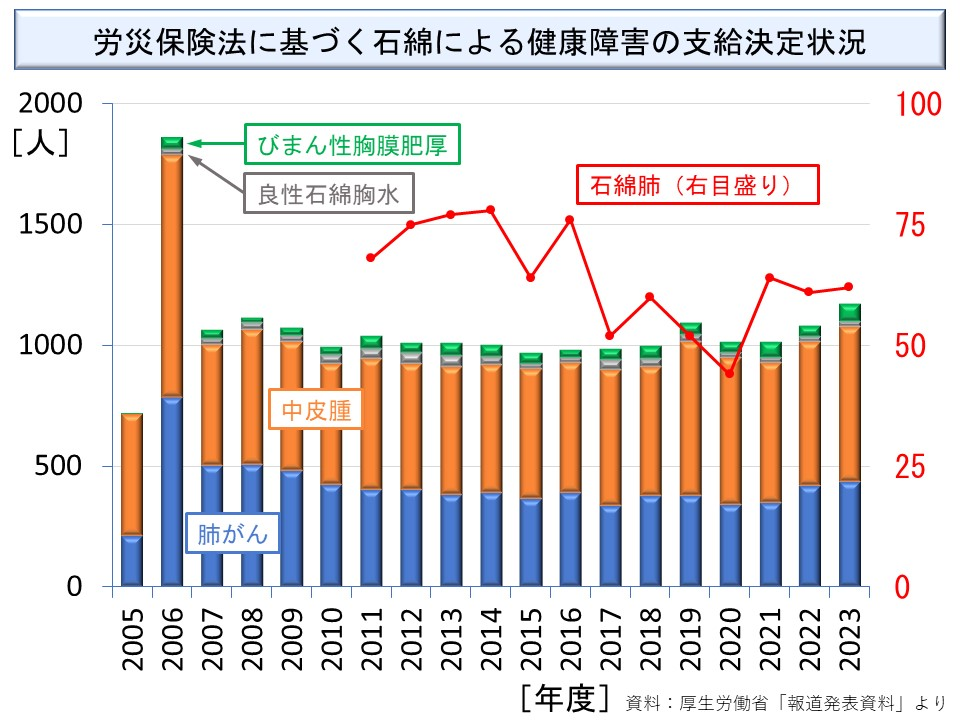 労災保険法に基づく石綿による健康障害の支給決定状況
2000
［人］
1500
1000
500
0
100
75
50
25
0
びまん性胸膜肥厚
良性石綿胸水
石綿肺（右目盛り）
中皮腫
肺がん
2005 2006 2007 2008 2009 2010 2011 2012 2013 2014 2015 2016 2017 2018 2019 2020 2021 2022 2023
［年度］
資料：厚生労働省「報道発表資料」より